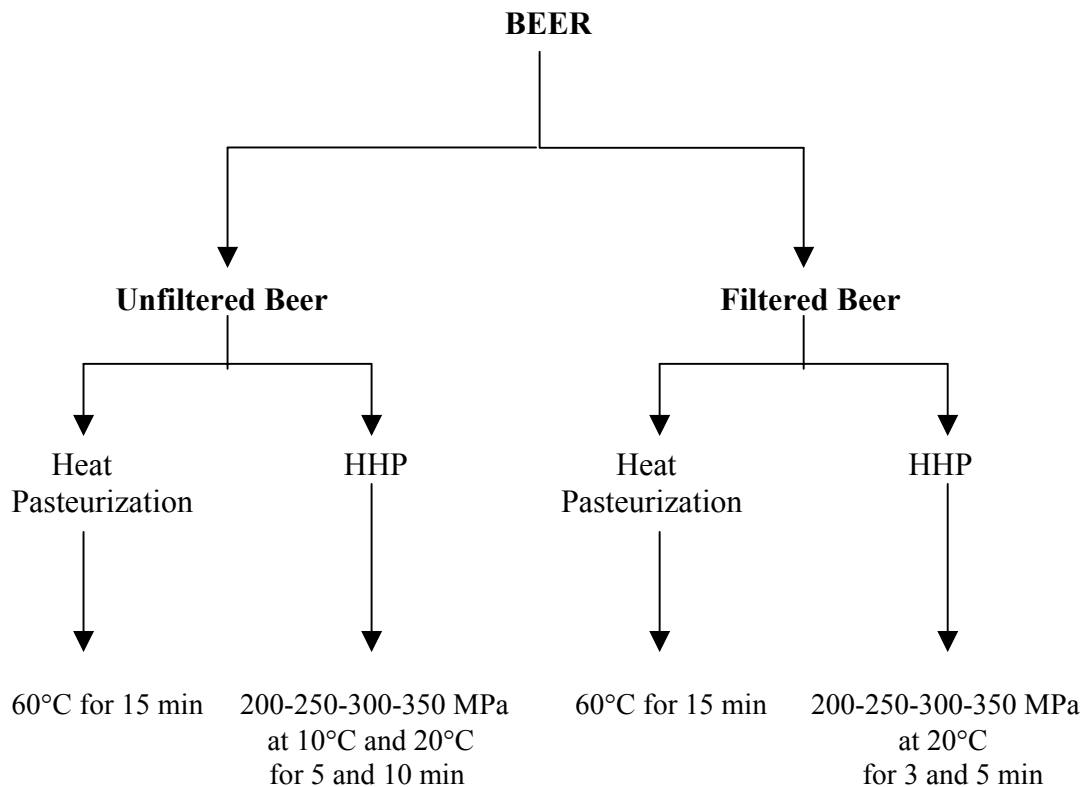 BEER
Unfiltered Beer
Filtered Beer
Heat
Pasteurization
HHP
Heat
Pasteurization
HHP
60°C for 15 min
200-250-300-350 MPa
at 10°C and 20°C
for 5 and 10 min
60°C for 15 min
200-250-300-350 MPa
at 20°C
for 3 and 5 min